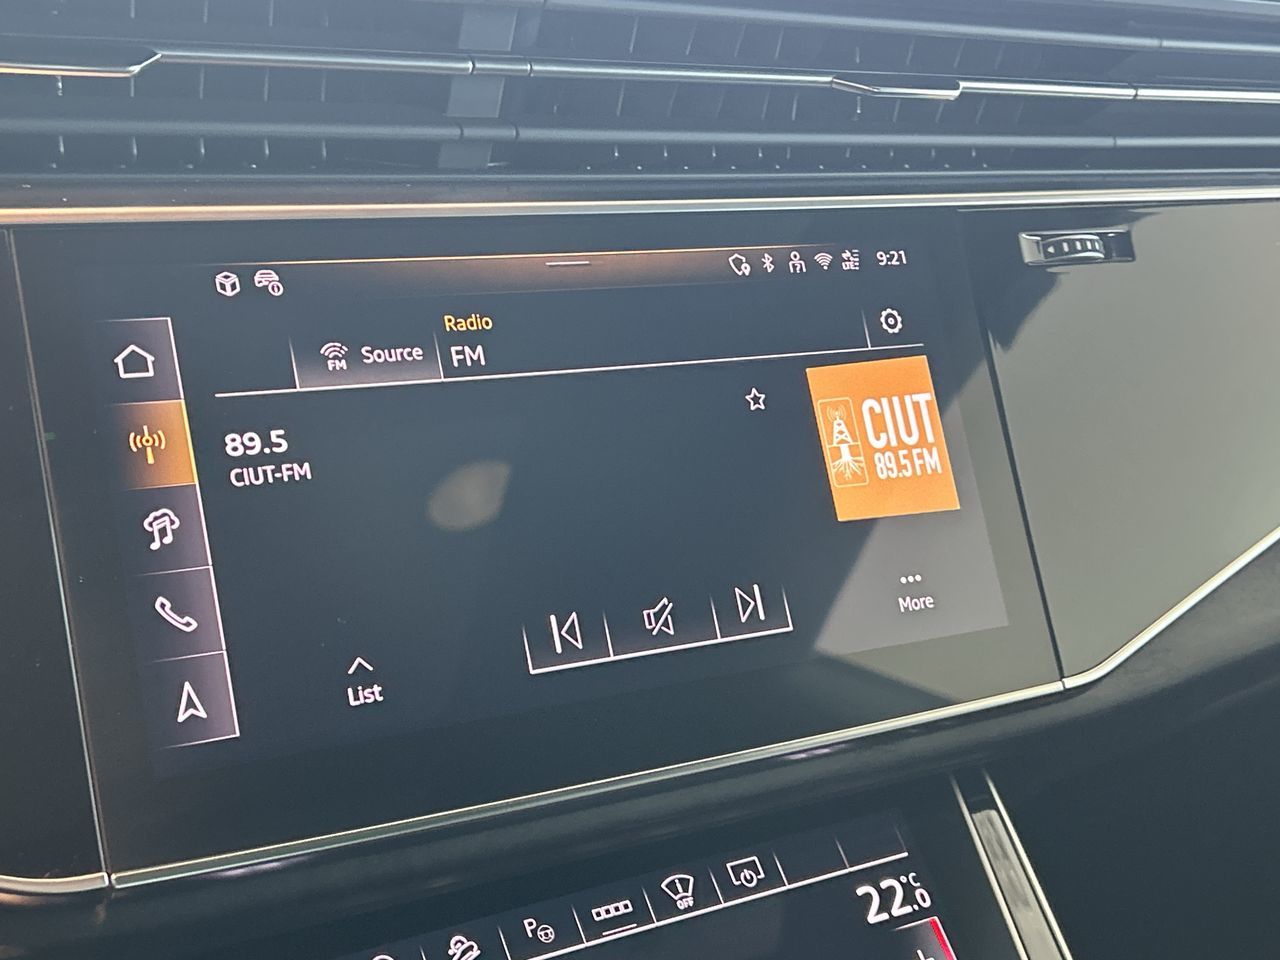 LTE
9:21
Radio
FM
Source
FM
89.5
CIUT-FM
CIUT
89.5 FM
More
List
P
OFF
22.0
°C